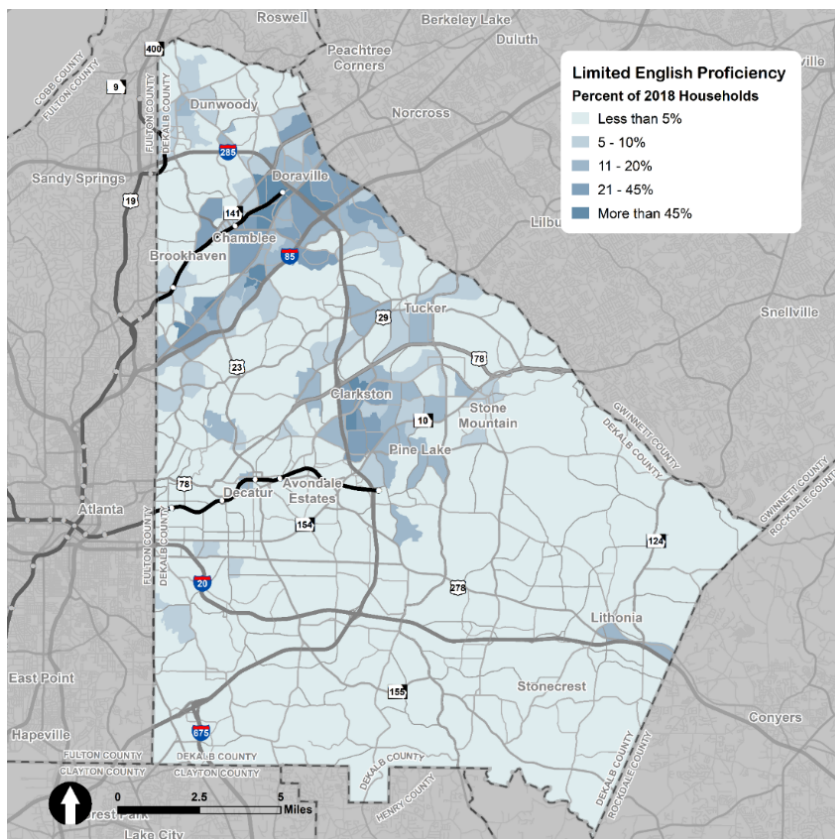 Roswell
Berkeley Lake
Duluth
400
Peachtree
Corners
COBB COUNTY
FULTON COUNTY
9
Dunwoody
Norcross
FULTON COUNTY
DEKALB COUNTY
285
Sandy Springs
Doraville
19
141
Chamblee
Brookhaven
85
Lilbu
Tucker
29
Snellville
23
78
Clarkston
10
Stone
Mountain
Pine Lake
GWINNETT COUNTY
DEKALB COUNTY
78
Decatur
Avondale
Estates
Atlanta
154
GWINNETT COUNTY
ROCKDALE COUNTY
124
FULTON COUNTY
DEKALB COUNTY
20
278
Lithonia
East Point
155
Stonecrest
Conyers
Hapeville
675
FULTON COUNTY
CLAYTON COUNTY
DEKALB COUNTY
CLAYTON COUNTY
DEKALB COUNTY
HENRY COUNTY
DEKALB COUNTY
ROCKDALE COUNTY
0 2.5 5
Miles
rest Park
Lake City
Limited English Proficiency
Percent of 2018 Households
Less than 5%
5 - 10%
11 - 20%
21 - 45%
More than 45%